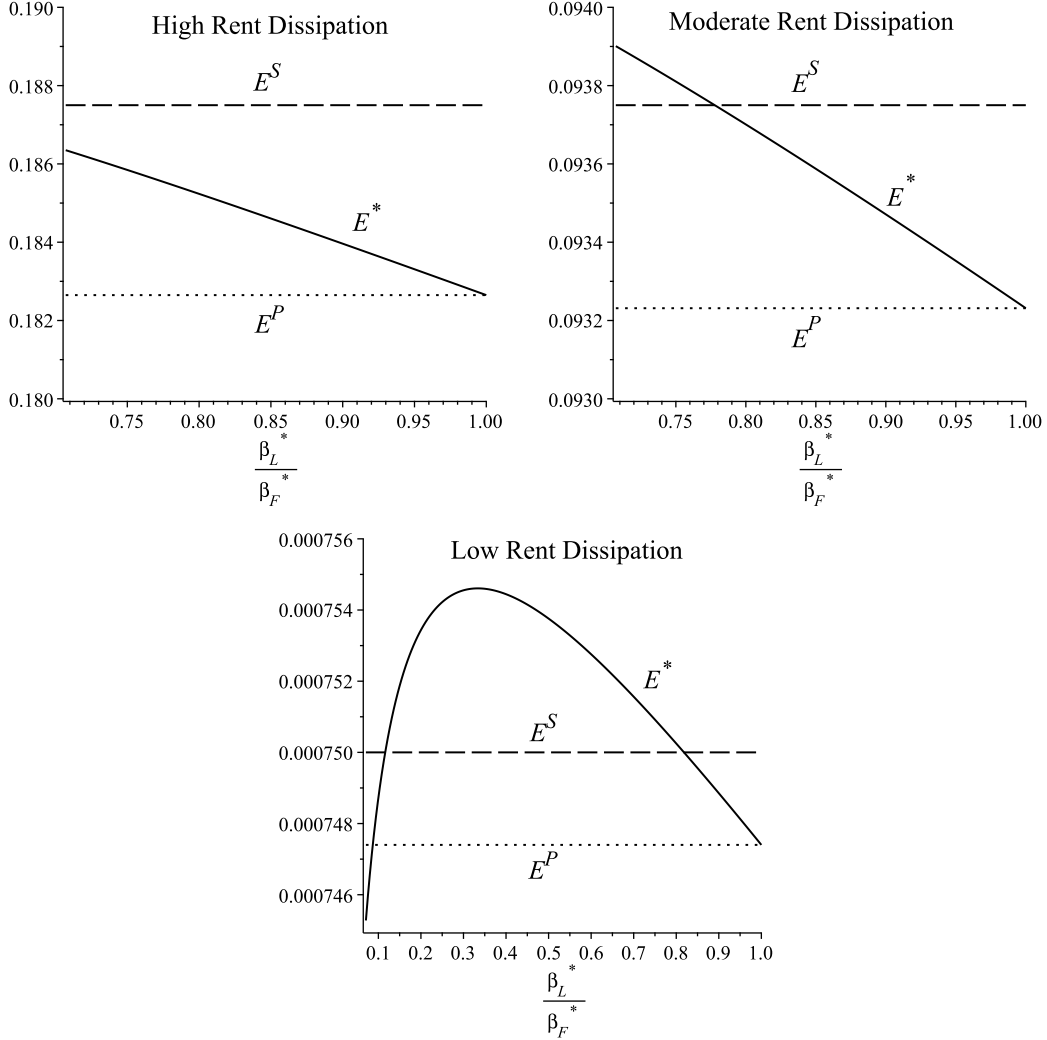 High Rent Dissipation
0.190
0.188
0.186
0.184
0.182
0.180
E^S
E^*
E^P
0.75 0.80 0.85 0.90 0.95 1.00
β_L^*
β_F^*
Moderate Rent Dissipation
0.0940
0.0938
0.0936
0.0934
0.0932
0.0930
E^S
E^*
E^P
0.75 0.80 0.85 0.90 0.95 1.00
β_L^*
β_F^*
Low Rent Dissipation
0.000756
0.000754
0.000752
0.000750
0.000748
0.000746
E^*
E^S
E^P
0.1 0.2 0.3 0.4 0.5 0.6 0.7 0.8 0.9 1.0
β_L^*
β_F^*